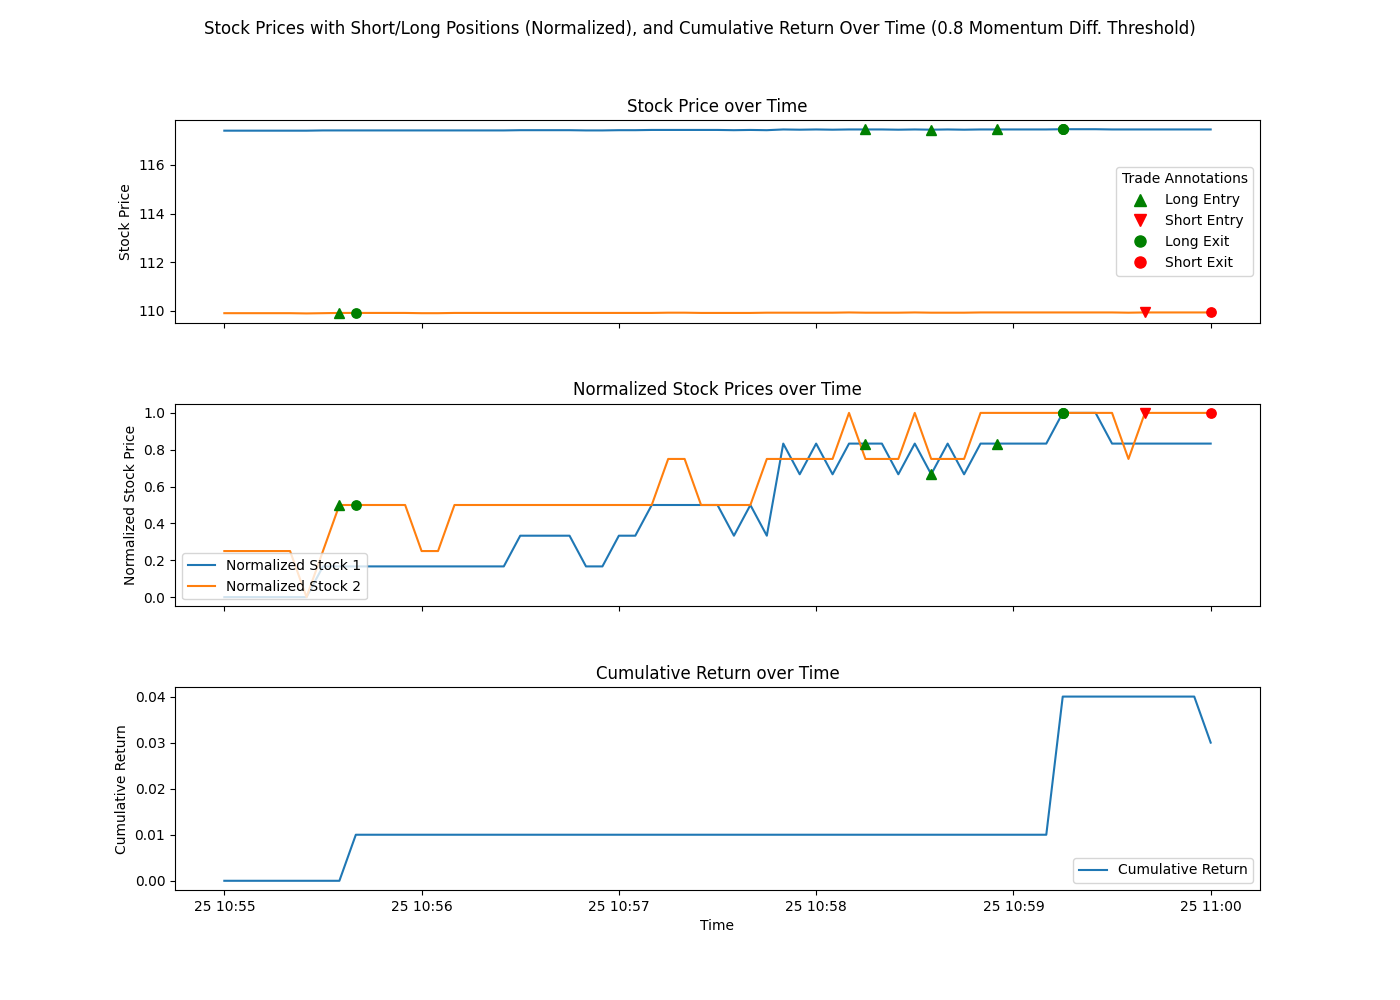 Stock Prices with Short/Long Positions (Normalized), and Cumulative Return Over Time (0.8 Momentum Diff. Threshold)
Stock Price over Time
Stock Price
116
114
112
110
Trade Annotations
Long Entry
Short Entry
Long Exit
Short Exit
Normalized Stock Prices over Time
Normalized Stock Price
1.0
0.8
0.6
0.4
0.2
0.0
Normalized Stock 1
Normalized Stock 2
Cumulative Return over Time
Cumulative Return
0.04
0.03
0.02
0.01
0.00
Cumulative Return
25 10:55 25 10:56 25 10:57 25 10:58 25 10:59 25 11:00
Time